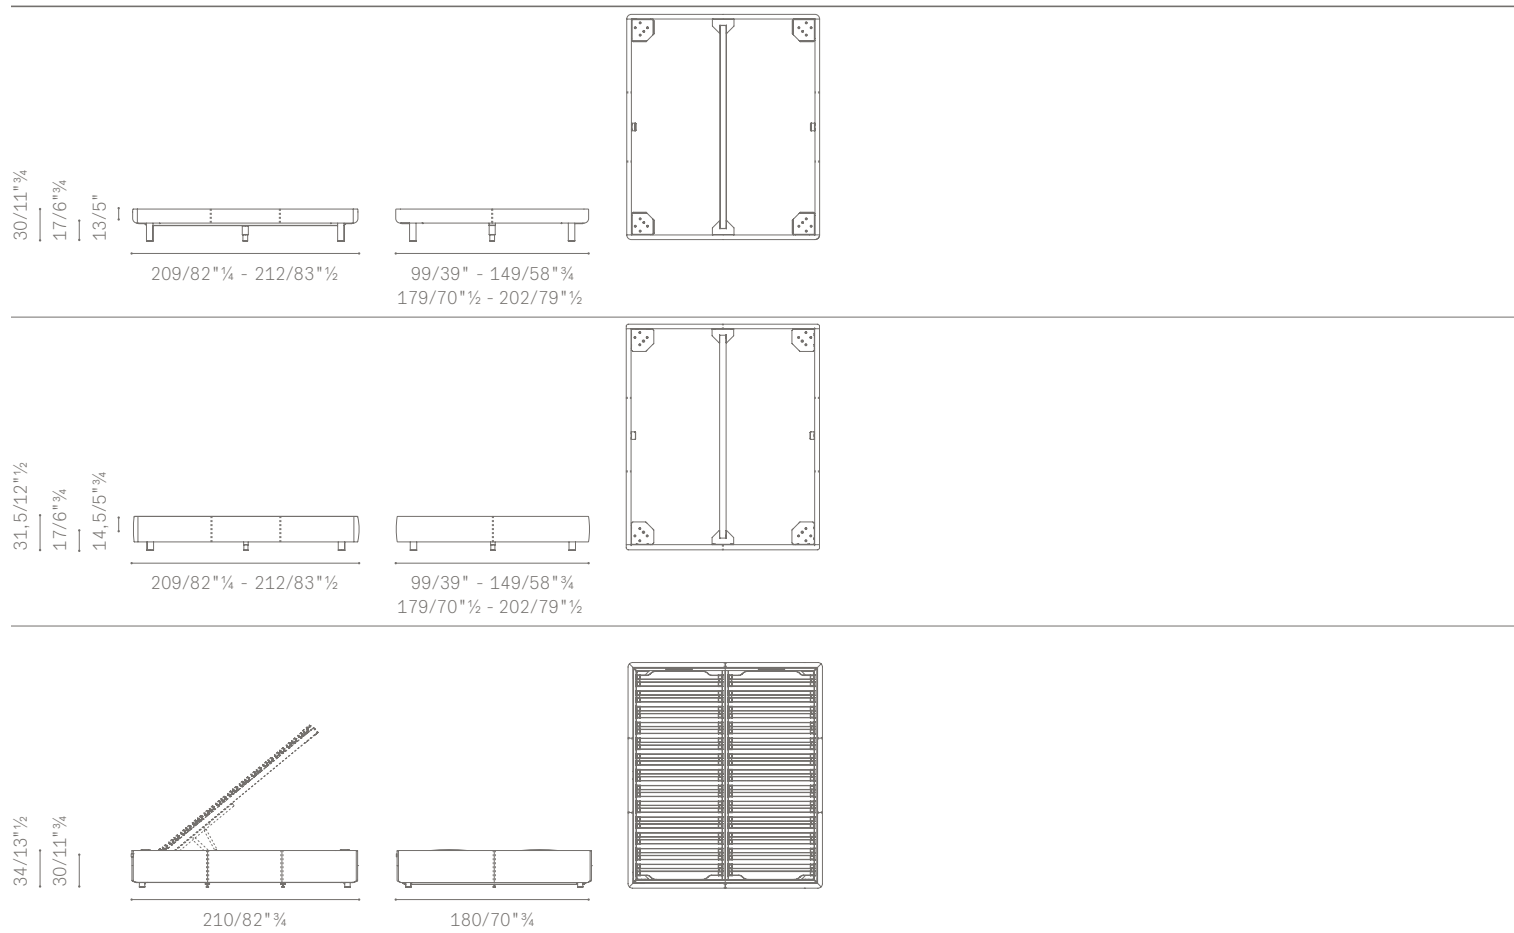 30/11"¾
17/6"¾
13/5"
209/82"¼ - 212/83"½
99/39" - 149/58"¾
179/70"½ - 202/79"½
31,5/12"½
17/6"¾
14,5/5"¾
209/82"¼ - 212/83"½
99/39" - 149/58"¾
179/70"½ - 202/79"½
34/13"½
30/11"¾
210/82"¾
180/70"¾